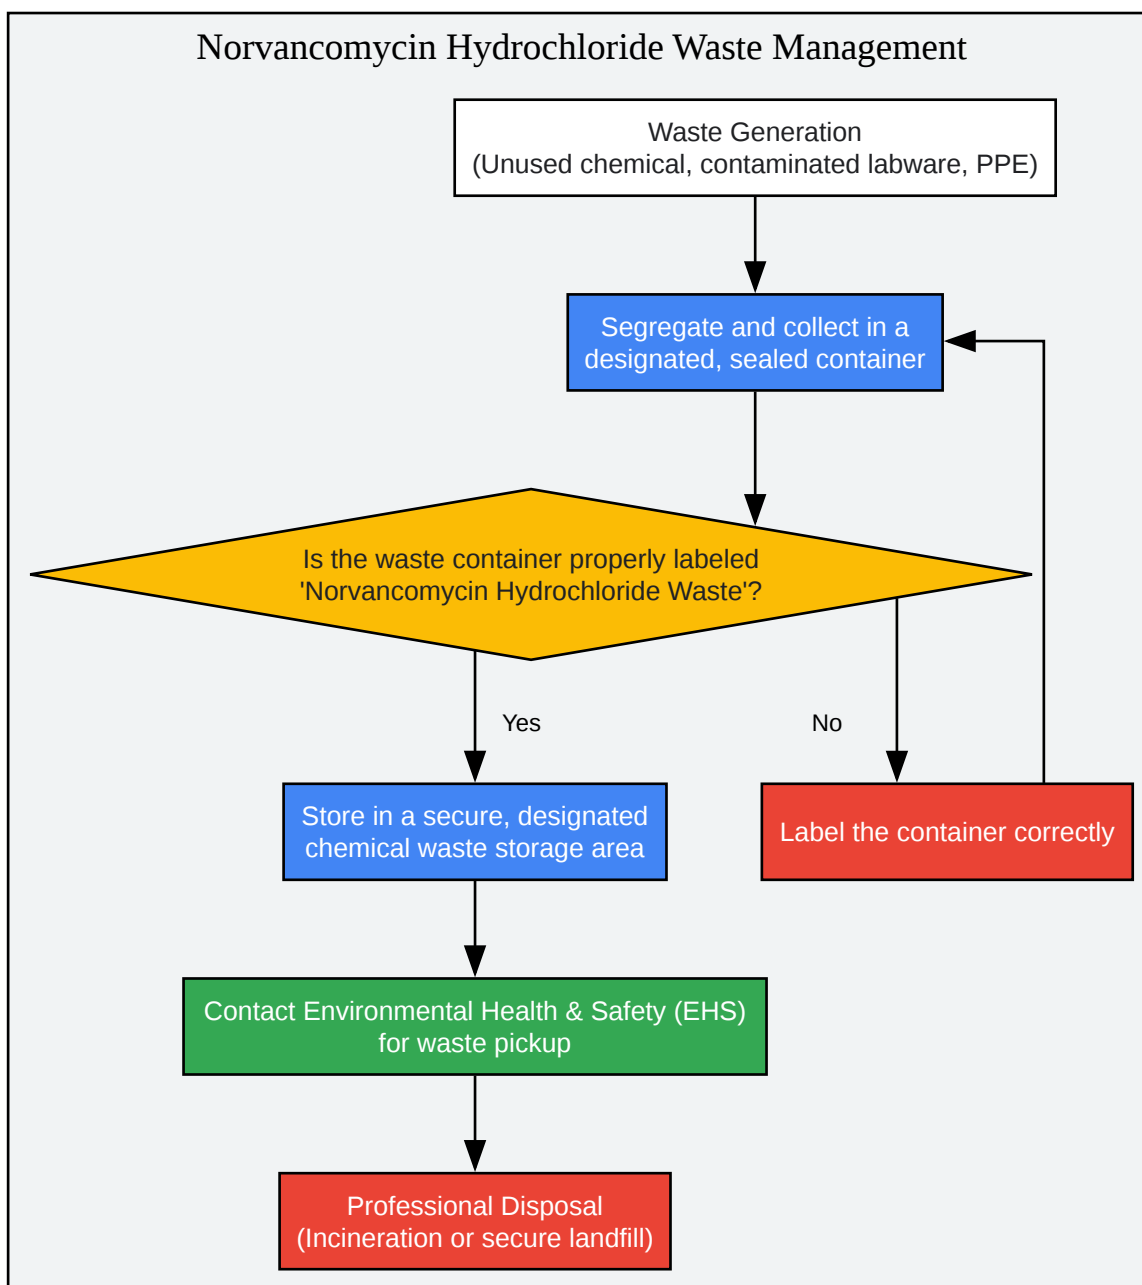 Norvancomycin Hydrochloride Waste Management
Waste Generation
(Unused chemical, contaminated labware, PPE)
Segregate and collect in a
designated, sealed container
Is the waste container properly labeled
'Norvancomycin Hydrochloride Waste'?
Yes
No
Store in a secure, designated
chemical waste storage area
Label the container correctly
Contact Environmental Health & Safety (EHS)
for waste pickup
Professional Disposal
(Incineration or secure landfill)